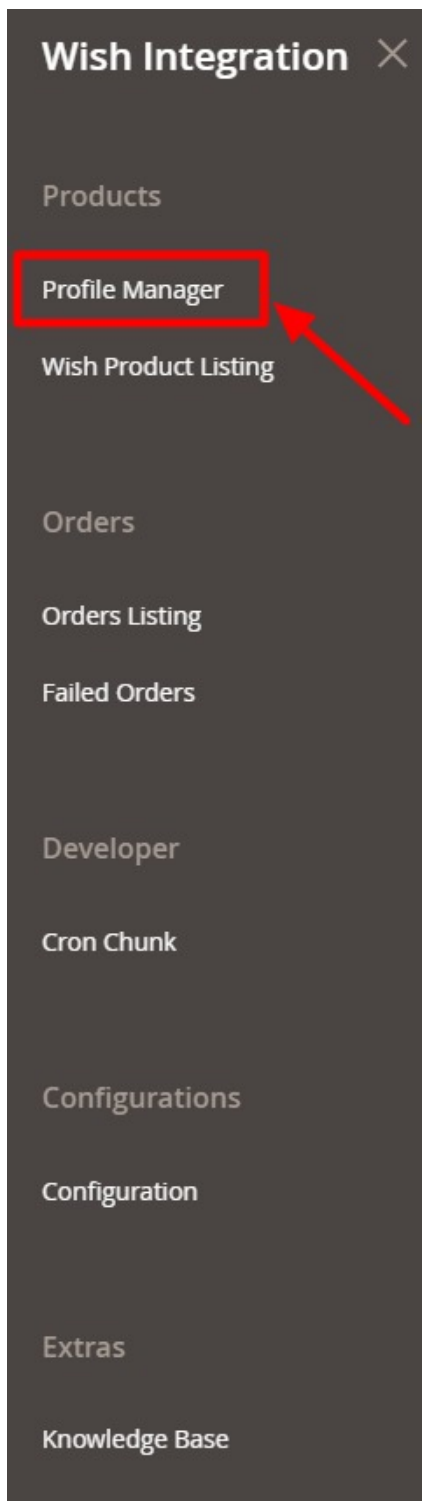 Wish Integration
Products
Profile Manager
Wish Product Listing
Orders
Orders Listing
Failed Orders
Developer
Cron Chunk
Configurations
Configuration
Extras
Knowledge Base